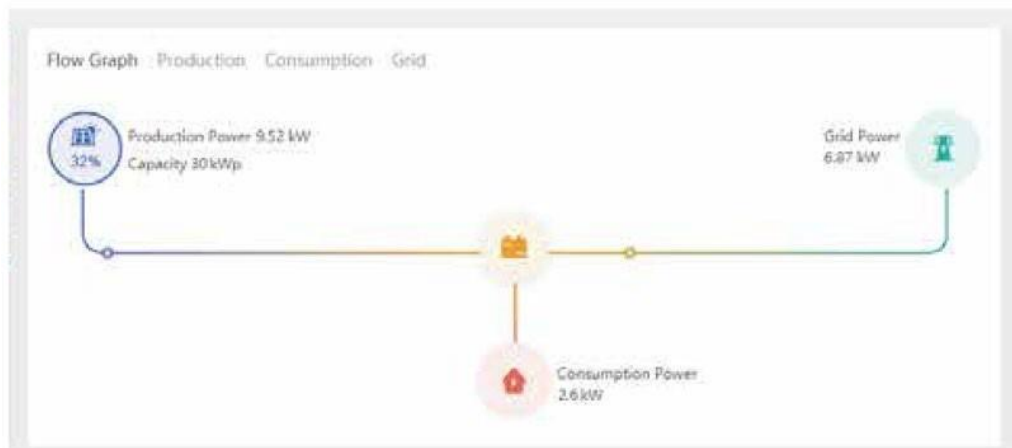 Flow Graph Production Consumption Grid
32%
Production Power 9.52 kW
Capacity 30 kWp
Grid Power
6.87 kW
Consumption Power
2.6 kW